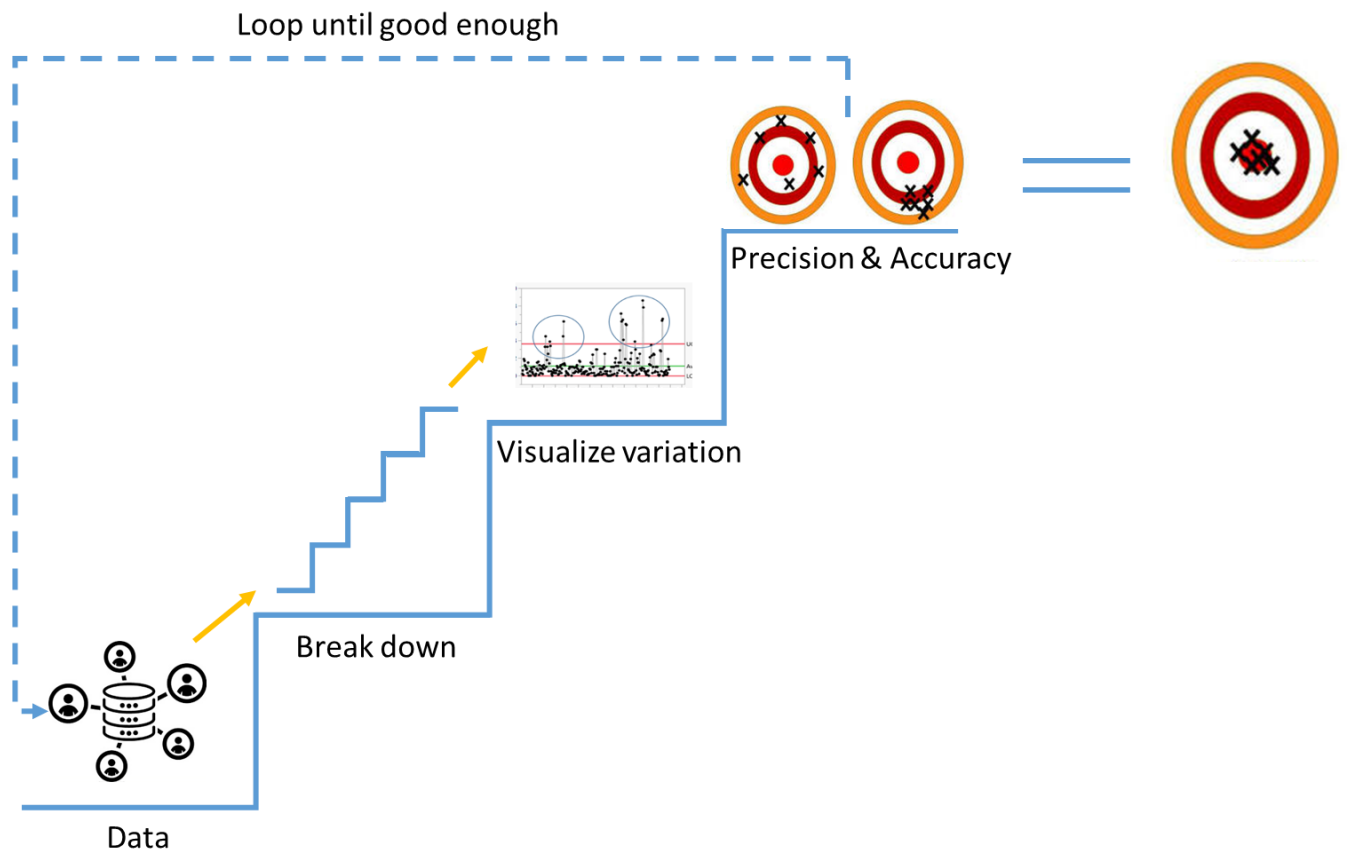 Loop until good enough
Precision & Accuracy
Visualize variation
Break down
Data